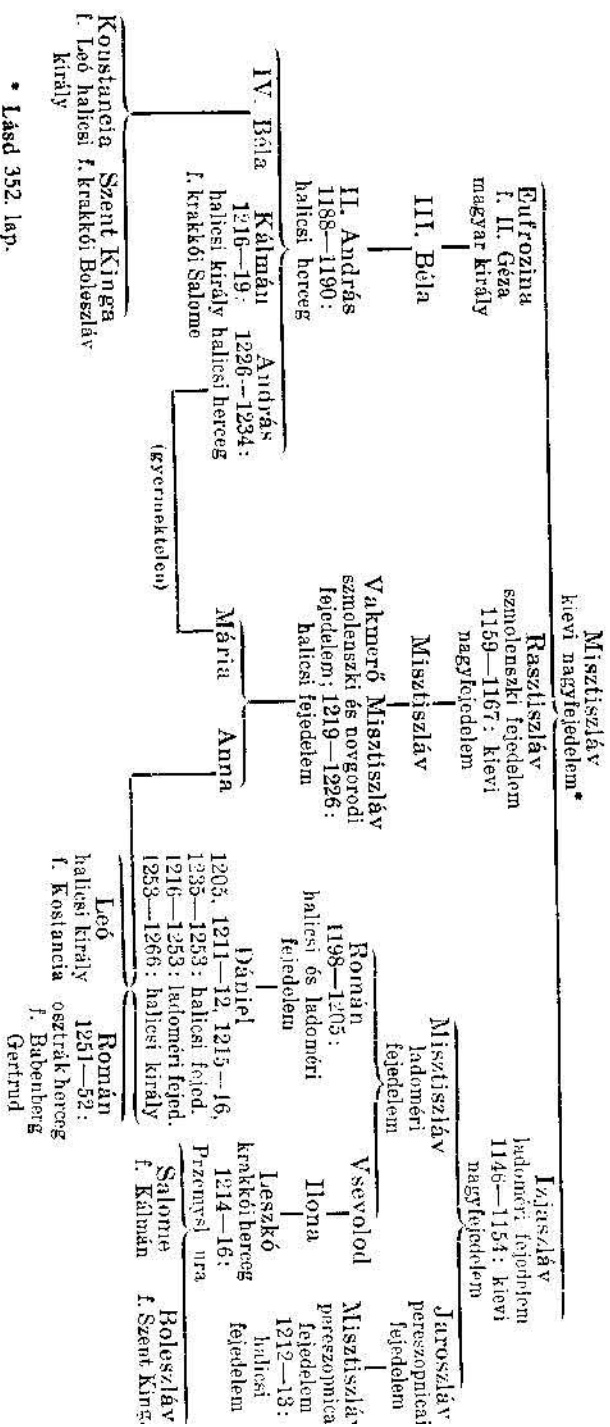 Misztiszláv
kievi nagyfejedelem*
Eufrozina
f. II. Géza
magyar király
Rasztiszláv
szmolenszki fejedelem
1159—1167: kievi
nagyfejedelem
Izjaszláv
ladoméri fejedelem
1146—1154: kievi
nagyfejedelem
III. Béla
Misztiszláv
Misztiszláv
ladoméri
fejedelem
Jaroszláv
pereszopnicai
fejedelem
II. András
1188—1190:
halicsi herceg
Vakmerő Misztiszláv
szmolenszki és novgorodi
fejedelem; 1219—1226:
halicsi fejedelem
Román
1198—1205:
halicsi és ladoméri
fejedelem
Vsevolod
Ilona
Misztiszláv
pereszopnicai
fejedelem
1212—13:
halicsi
fejedelem
IV. Béla
Kálmán
1216—19:
halicsi király
f. krakkói Salome
András
1226—1234:
halicsi herceg
Mária
Anna
Dániel
1205, 1211—12, 1215—16,
1235—1253: halicsi fejed.
1216—1253: ladoméri fejed.
1253—1266: halicsi király
Leszkó
krakkói herceg
1214—16:
Przemysl ura
(gyermektelen)
Konstancia
f. Leó halicsi
király
Szent Kinga
f. krakkói Boleszláv
Leó
halicsi király
f. Kostancia
Román
1251—52:
osztrák herceg
f. Babenberg
Gertrud
Salome
f. Kálmán
Boleszláv
f. Szent Kinga
* Lásd 352. lap.